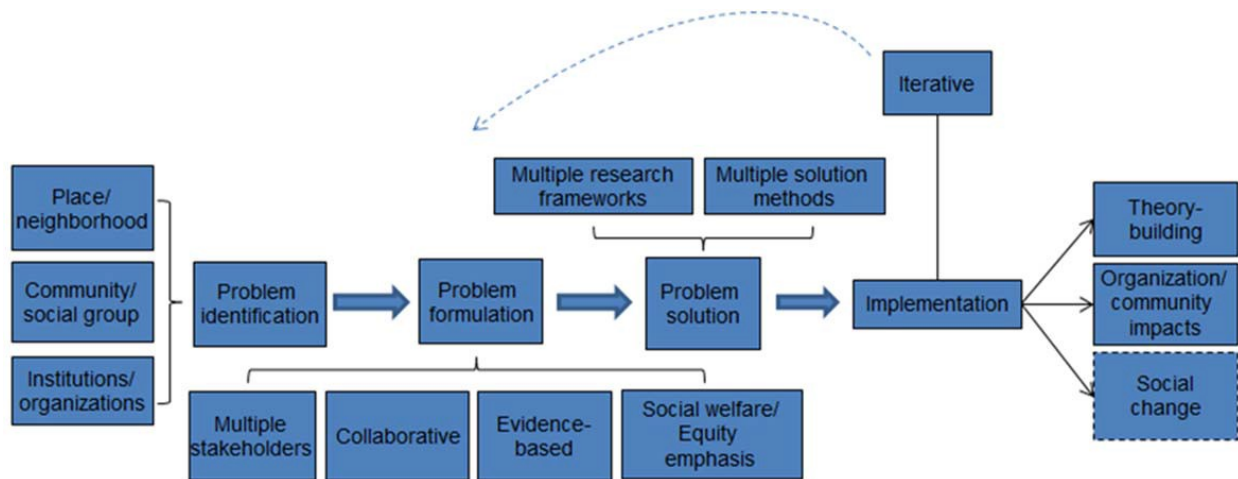 Iterative
Multiple research
frameworks
Multiple solution
methods
Place/
neighborhood
Community/
social group
Institutions/
organizations
Problem
identification
Problem
formulation
Problem
solution
Implementation
Theory-
building
Organization/
community
impacts
Social
change
Multiple
stakeholders
Collaborative
Evidence-
based
Social welfare/
Equity
emphasis